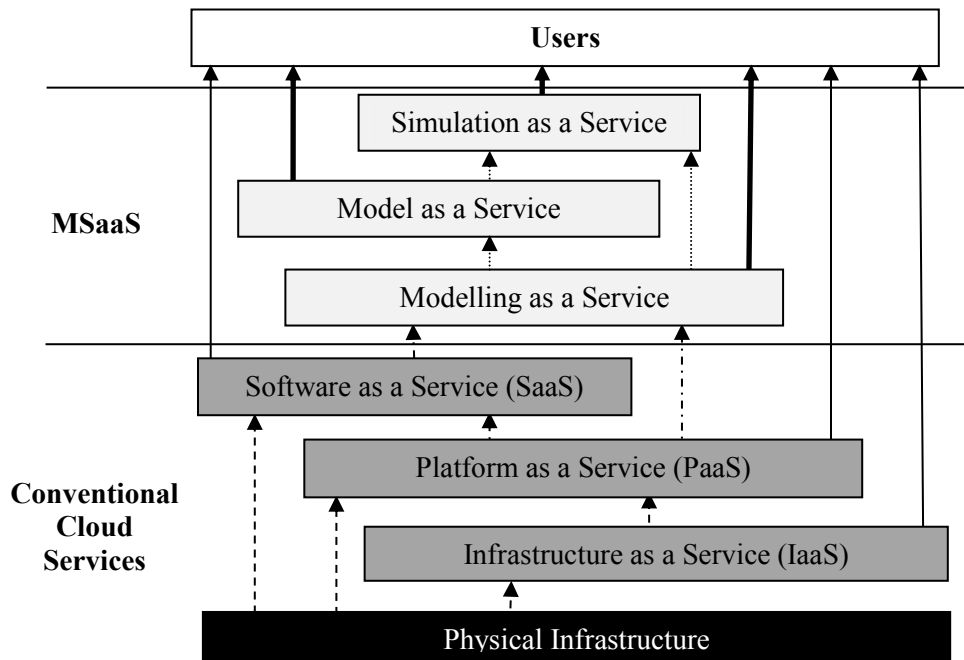 Users
Simulation as a Service
Model as a Service
MSaaS
Modelling as a Service
Software as a Service (SaaS)
Platform as a Service (PaaS)
Conventional
Cloud
Services
Infrastructure as a Service (IaaS)
Physical Infrastructure